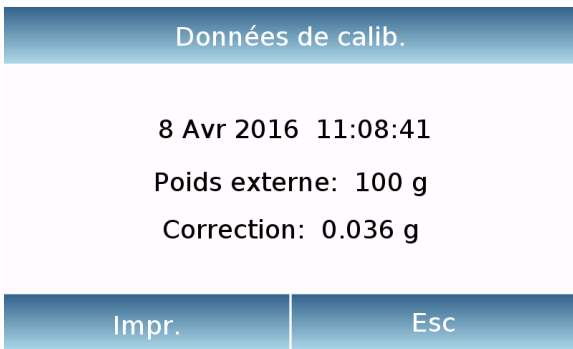 Données de calib.
8 Avr 2016 11:08:41
Poids externe: 100 g
Correction: 0.036 g
Impr. Esc